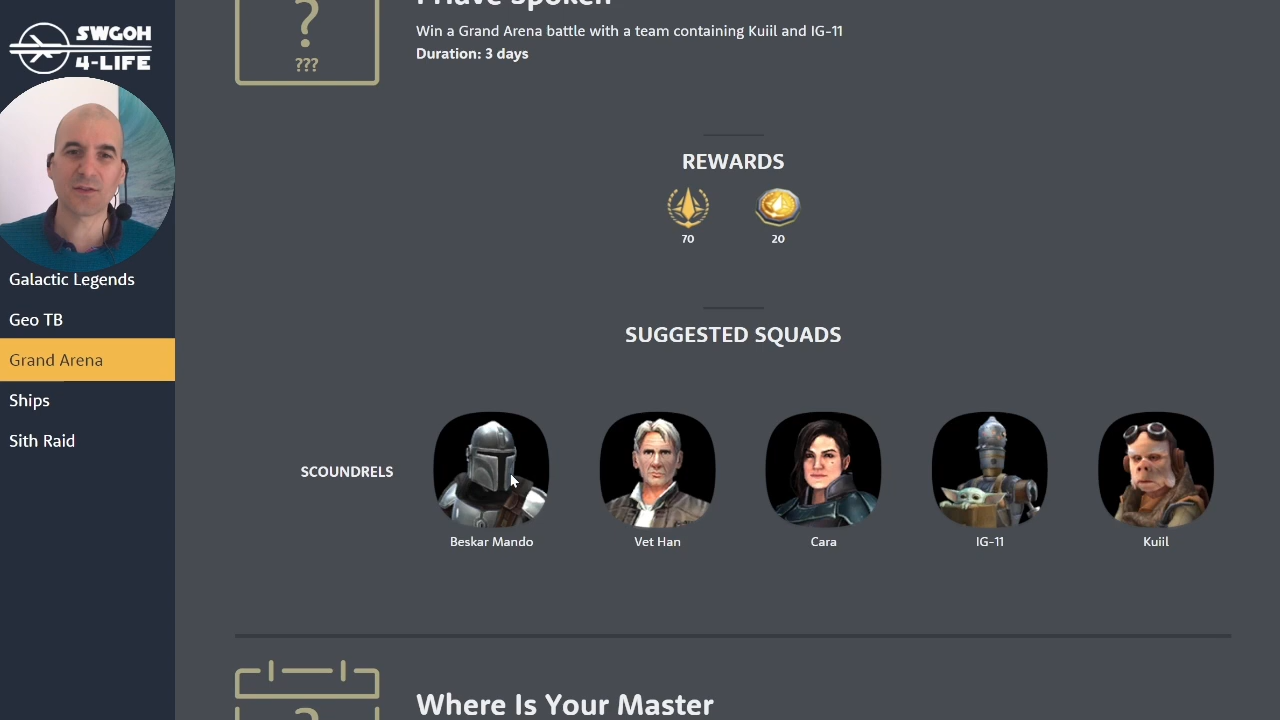 SWGOH
4-LIFE
Galactic Legends
Geo TB
Grand Arena
Ships
Sith Raid
?
???
I Have Spoken
Win a Grand Arena battle with a team containing Kuiil and IG-11
Duration: 3 days
REWARDS
70
20
SUGGESTED SQUADS
SCOUNDRELS
Beskar Mando
Vet Han
Cara
IG-11
Kuiil
Where Is Your Master